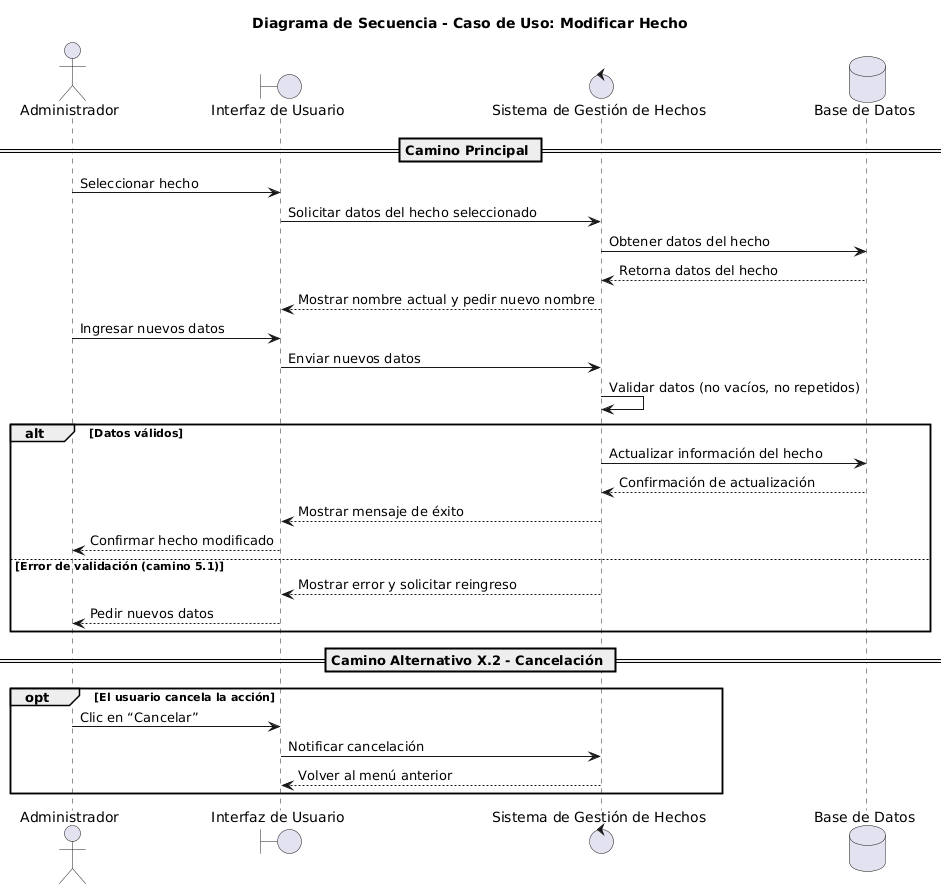 Diagrama de Secuencia - Caso de Uso: Modificar Hecho
Administrador
Interfaz de Usuario
Sistema de Gestión de Hechos
Base de Datos
Camino Principal
Seleccionar hecho
Solicitar datos del hecho seleccionado
Obtener datos del hecho
Retorna datos del hecho
Mostrar nombre actual y pedir nuevo nombre
Ingresar nuevos datos
Enviar nuevos datos
Validar datos (no vacíos, no repetidos)
alt
[Datos válidos]
Actualizar información del hecho
Confirmación de actualización
Mostrar mensaje de éxito
Confirmar hecho modificado
[Error de validación (camino 5.1)]
Mostrar error y solicitar reingreso
Pedir nuevos datos
Camino Alternativo X.2 - Cancelación
opt
[El usuario cancela la acción]
Clic en “Cancelar”
Notificar cancelación
Volver al menú anterior
Administrador
Interfaz de Usuario
Sistema de Gestión de Hechos
Base de Datos